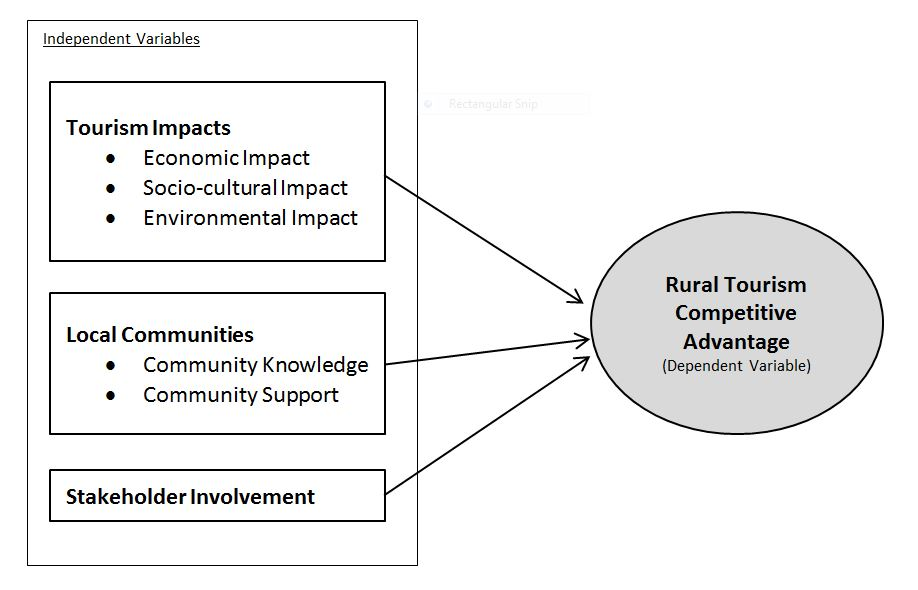 Independent Variables
Rectangular Snip
Tourism Impacts
• Economic Impact
• Socio-cultural Impact
• Environmental Impact
Local Communities
• Community Knowledge
• Community Support
Stakeholder Involvement
Rural Tourism
Competitive
Advantage
(Dependent Variable)